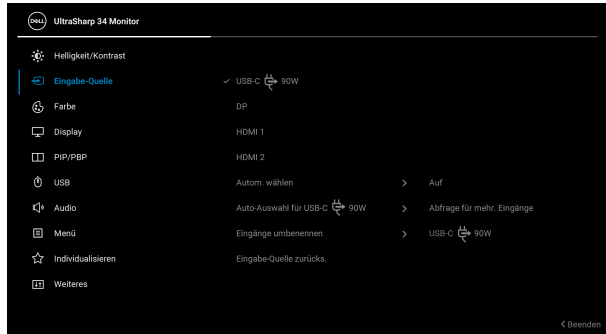 DELL UltraSharp 34 Monitor
Helligkeit/Kontrast
Eingabe-Quelle USB-C 90W
Farbe DP
Display HDMI 1
PIP/PBP HDMI 2
USB Autom. wählen > Auf
Audio Auto-Auswahl für USB-C 90W > Abfrage für mehr. Eingänge
Menü Eingänge umbenennen > USB-C 90W
Individualisieren Eingabe-Quelle zurücks.
Weiteres
< Beenden